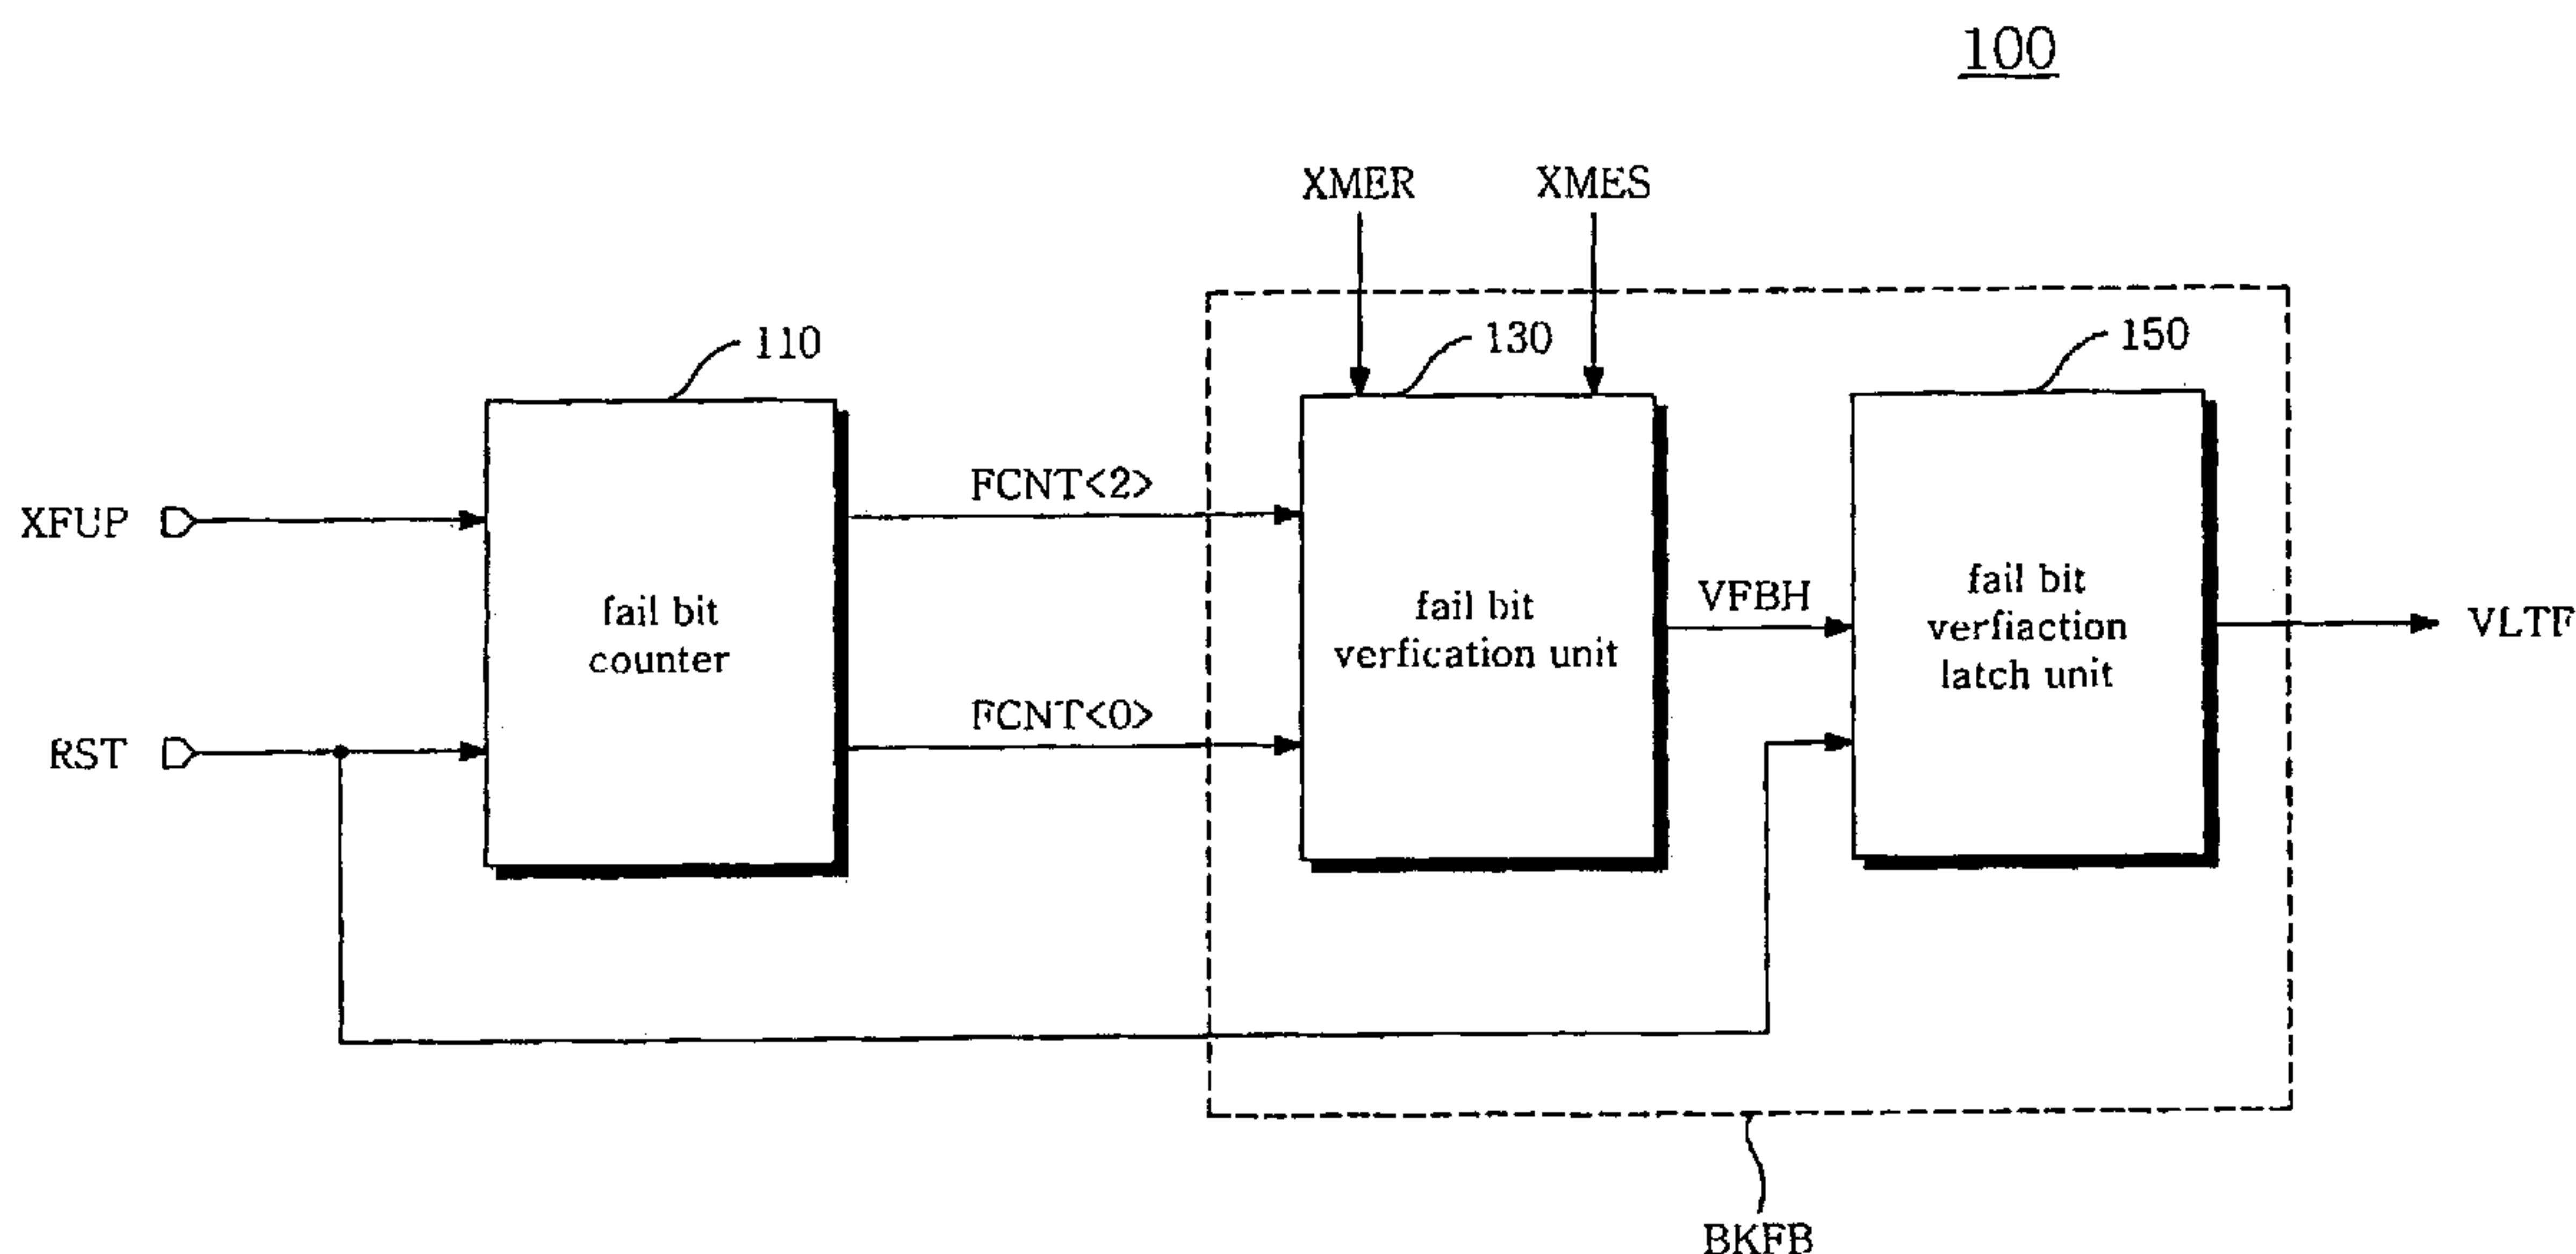 100
XMER XMES
110
130
150
XFUP
RST
fail bit
counter
FCNT<2>
FCNT<0>
fail bit
verfication unit
VFBH
fail bit
verfiaction
latch unit
VLTF
BKFB